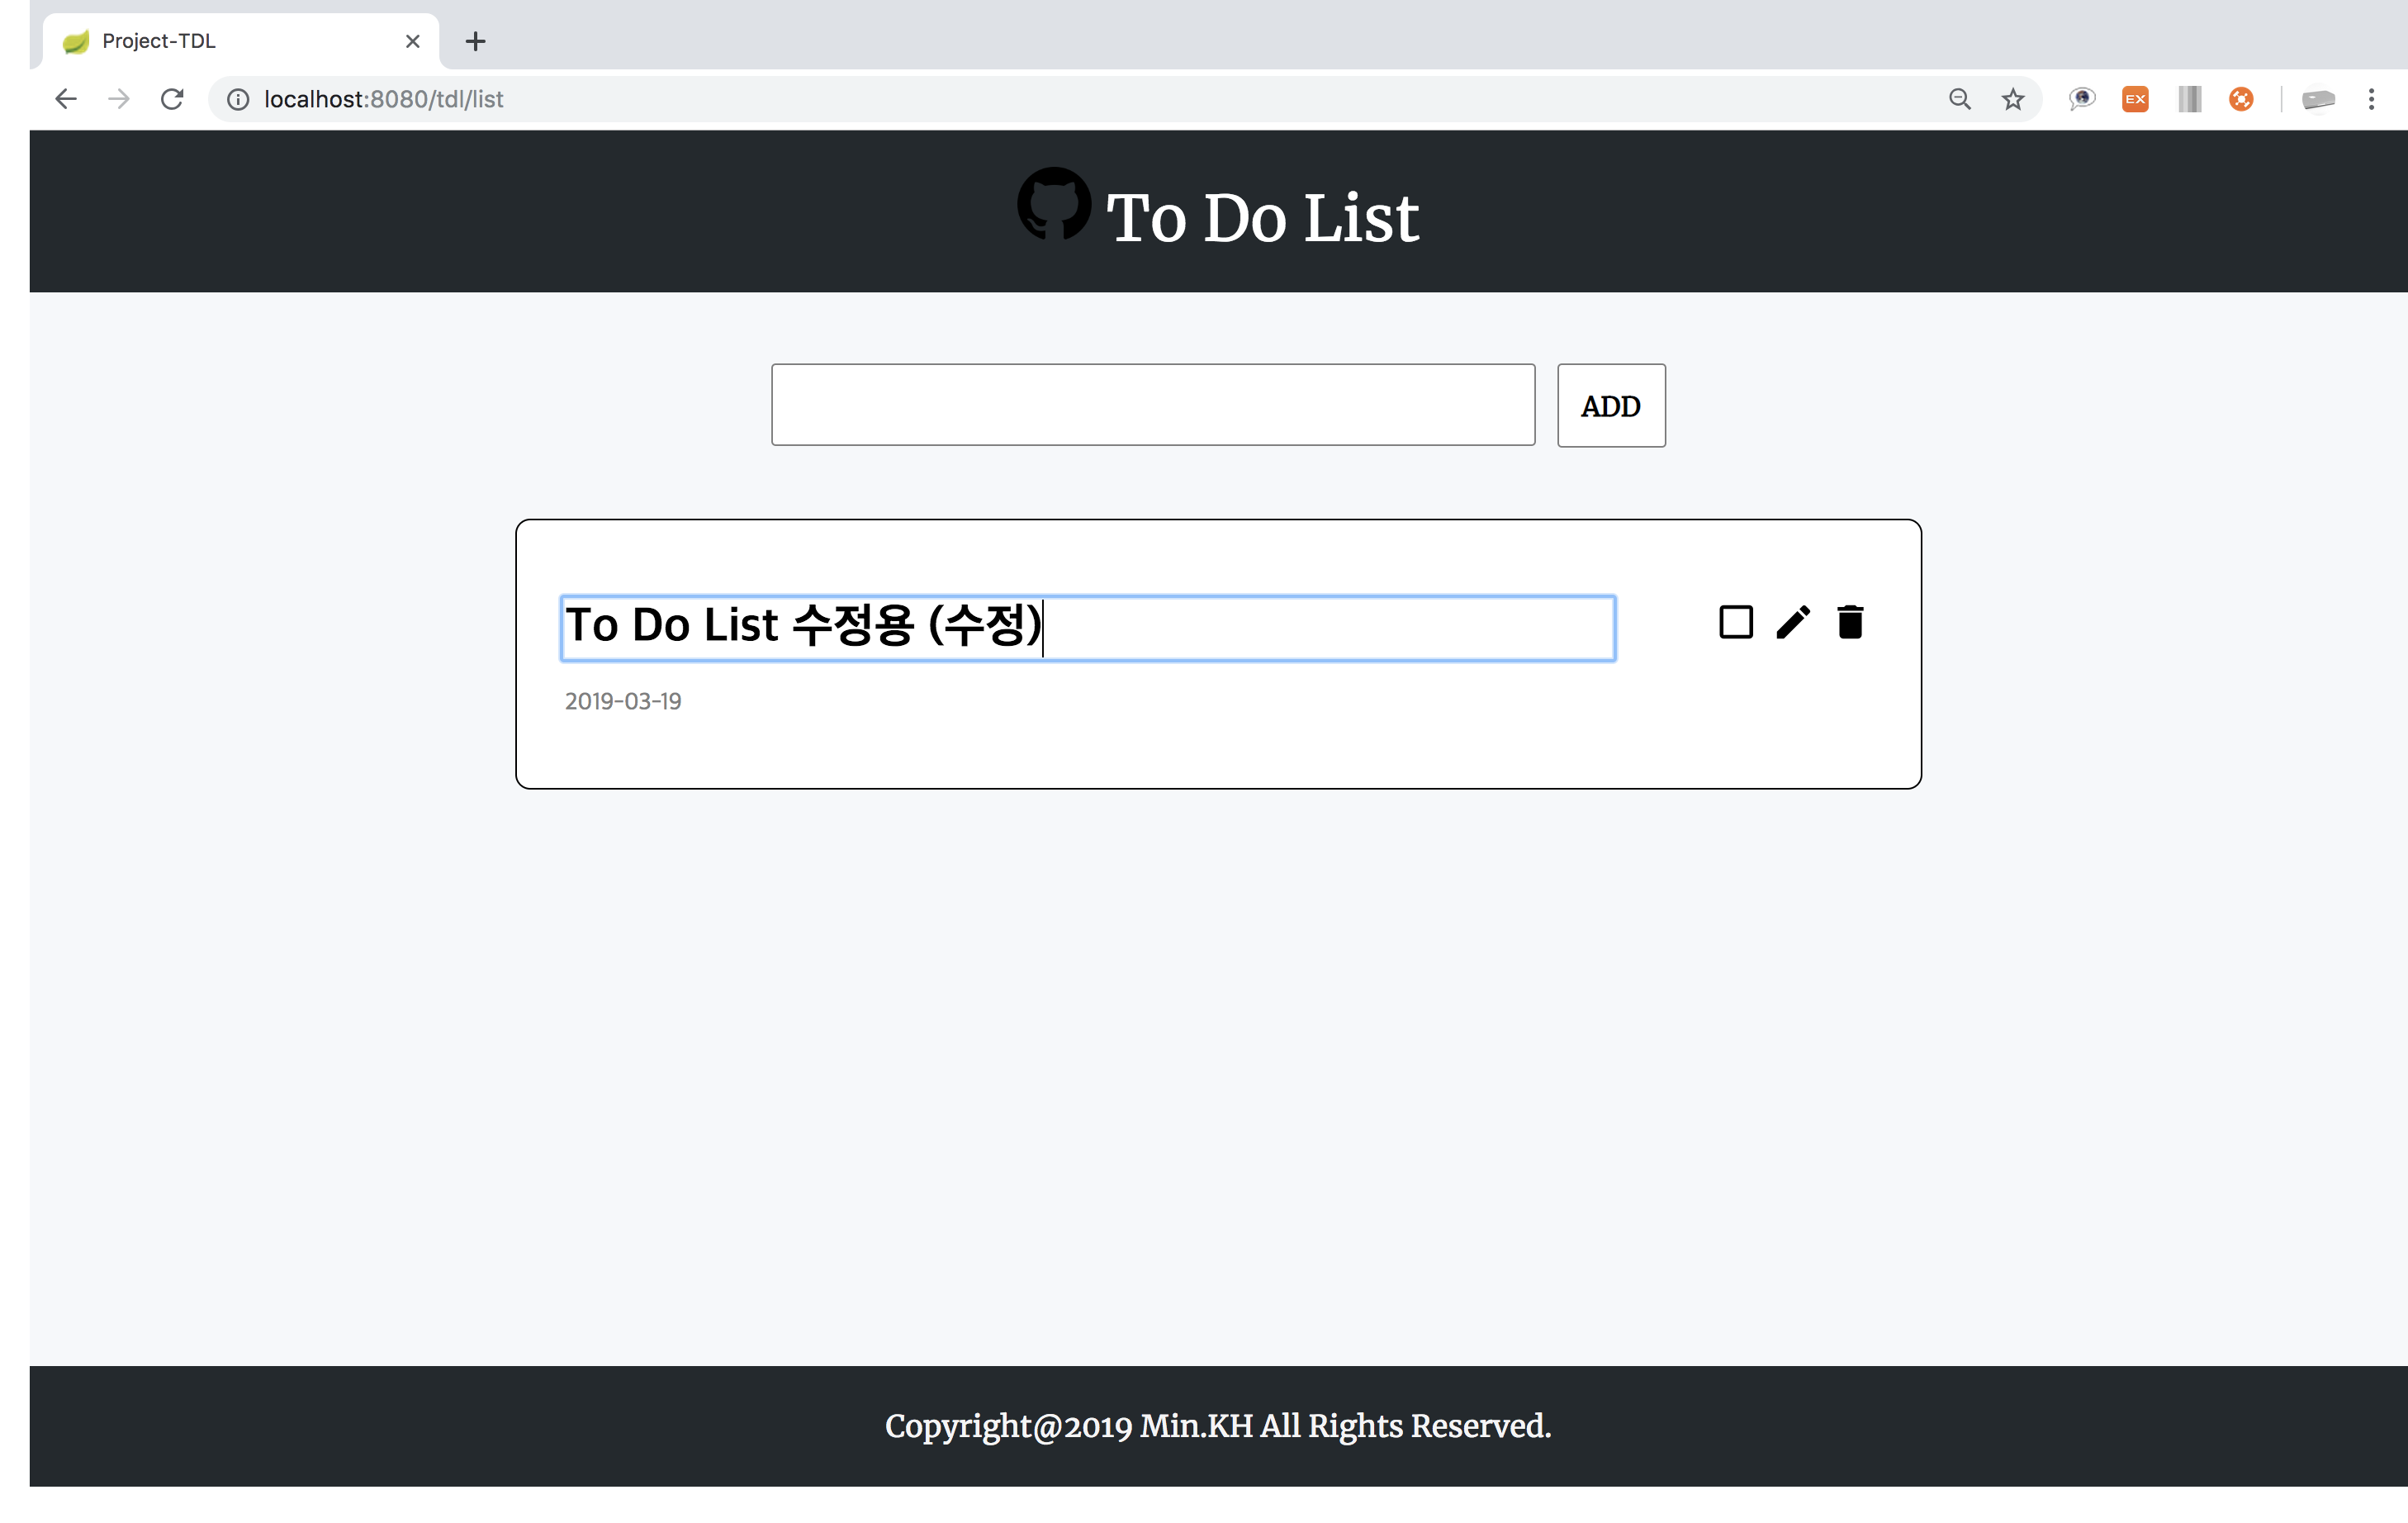 Project-TDL
localhost:8080/tdl/list
EX
To Do List
ADD
To Do List 수정용 (수정)
2019-03-19
Copyright@2019 Min.KH All Rights Reserved.